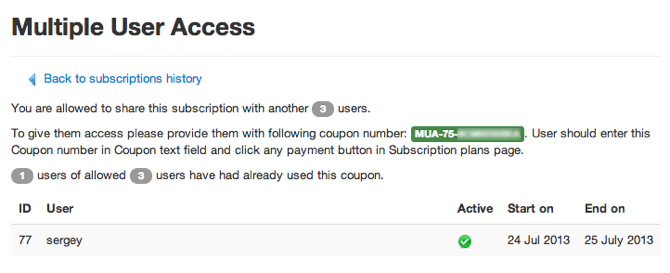 Multiple User Access
Back to subscriptions history
You are allowed to share this subscription with another 3 users.
To give them access please provide them with following coupon number: MUA-75- . User should enter this
Coupon number in Coupon text field and click any payment button in Subscription plans page.
1 users of allowed 3 users have had already used this coupon.
ID User Active Start on End on
77 sergey 24 Jul 2013 25 July 2013